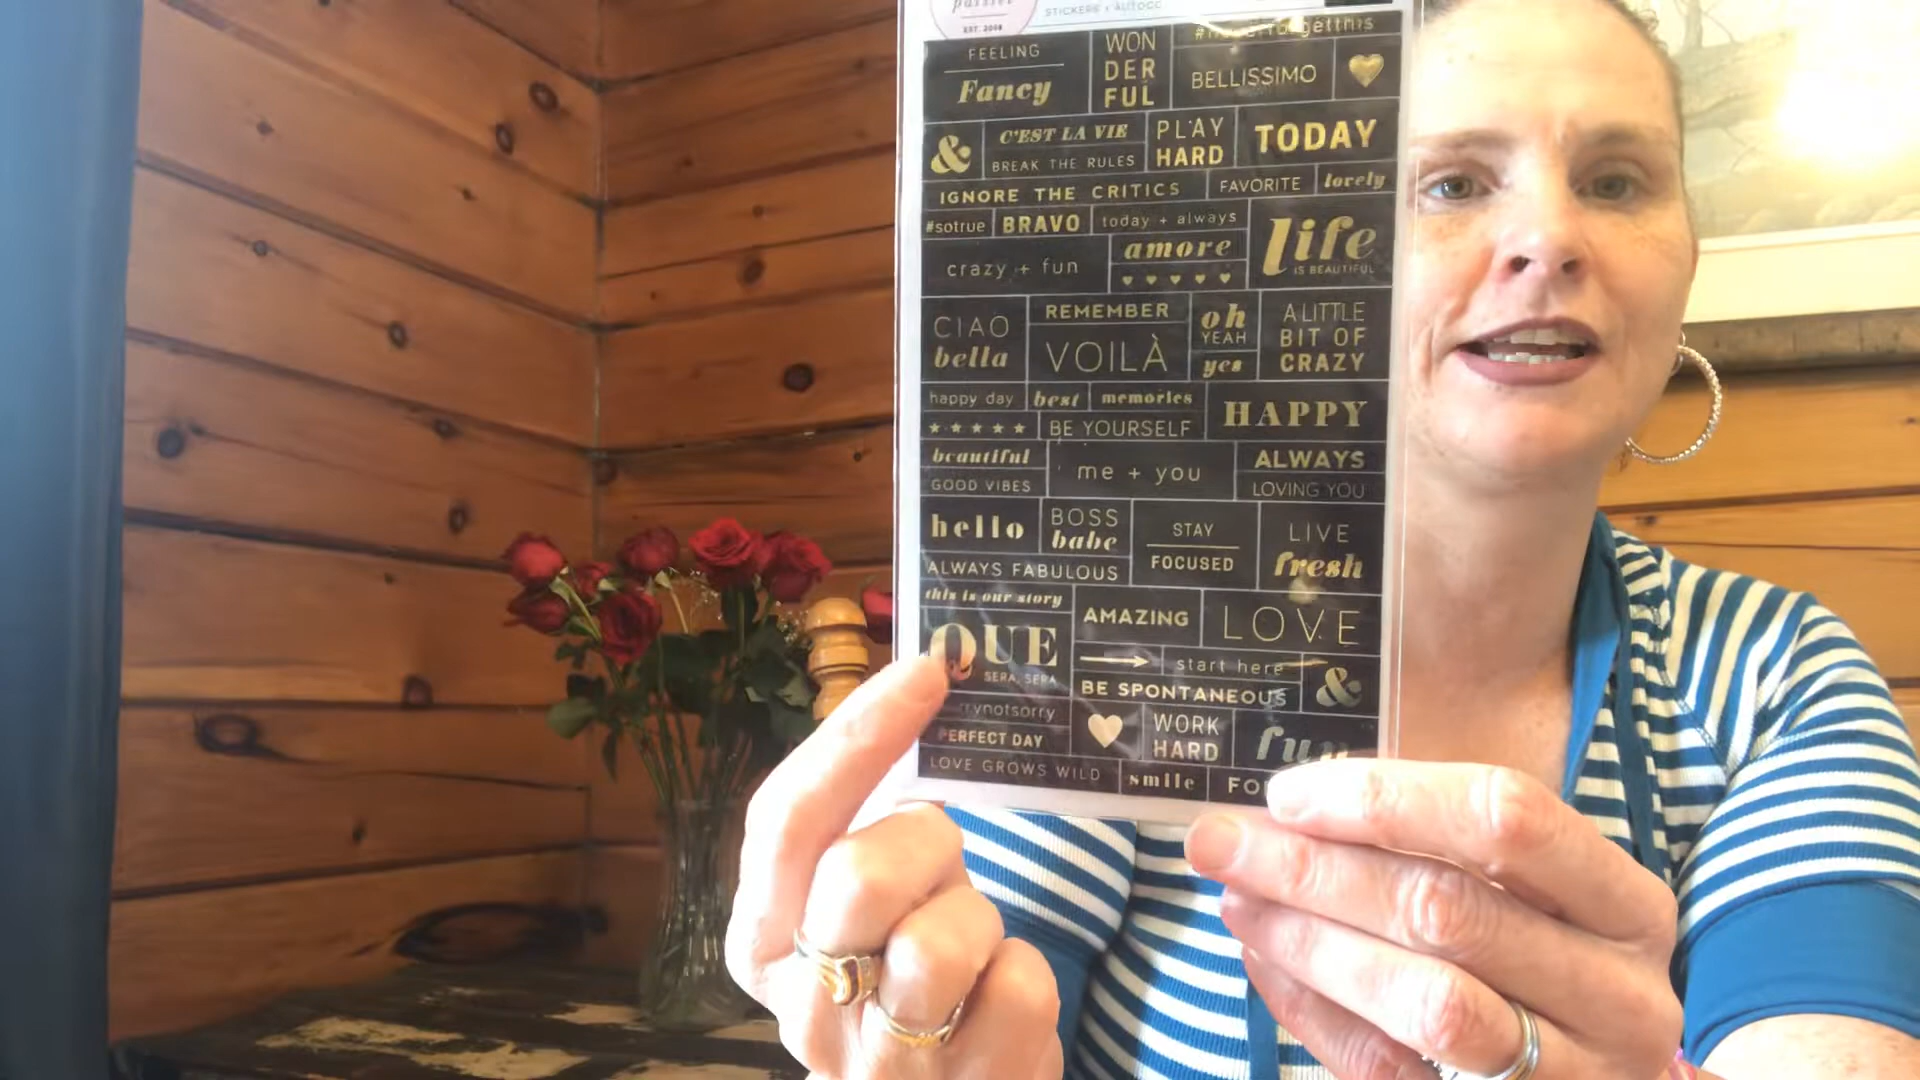 EST. 2009
STICKERS
FEELING
Fancy
WON
DER
FUL
BELLISSIMO
&
C'EST LA VIE
BREAK THE RULES
PLAY
HARD
TODAY
IGNORE THE CRITICS
FAVORITE
lovely
#sotrue
BRAVO
today + always
life
IS BEAUTIFUL
crazy + fun
amore
CIAO
bella
REMEMBER
VOILÀ
oh
YEAH
yes
A LITTLE
BIT OF
CRAZY
happy day
best
memories
HAPPY
BE YOURSELF
beautiful
GOOD VIBES
me + you
ALWAYS
LOVING YOU
hello
BOSS
babe
STAY
FOCUSED
LIVE
fresh
ALWAYS FABULOUS
this is our story
AMAZING
LOVE
QUE
SERA, SERA
start here
BE SPONTANEOUS
&
rrynotsorry
PERFECT DAY
WORK
HARD
fun
LOVE GROWS WILD
smile